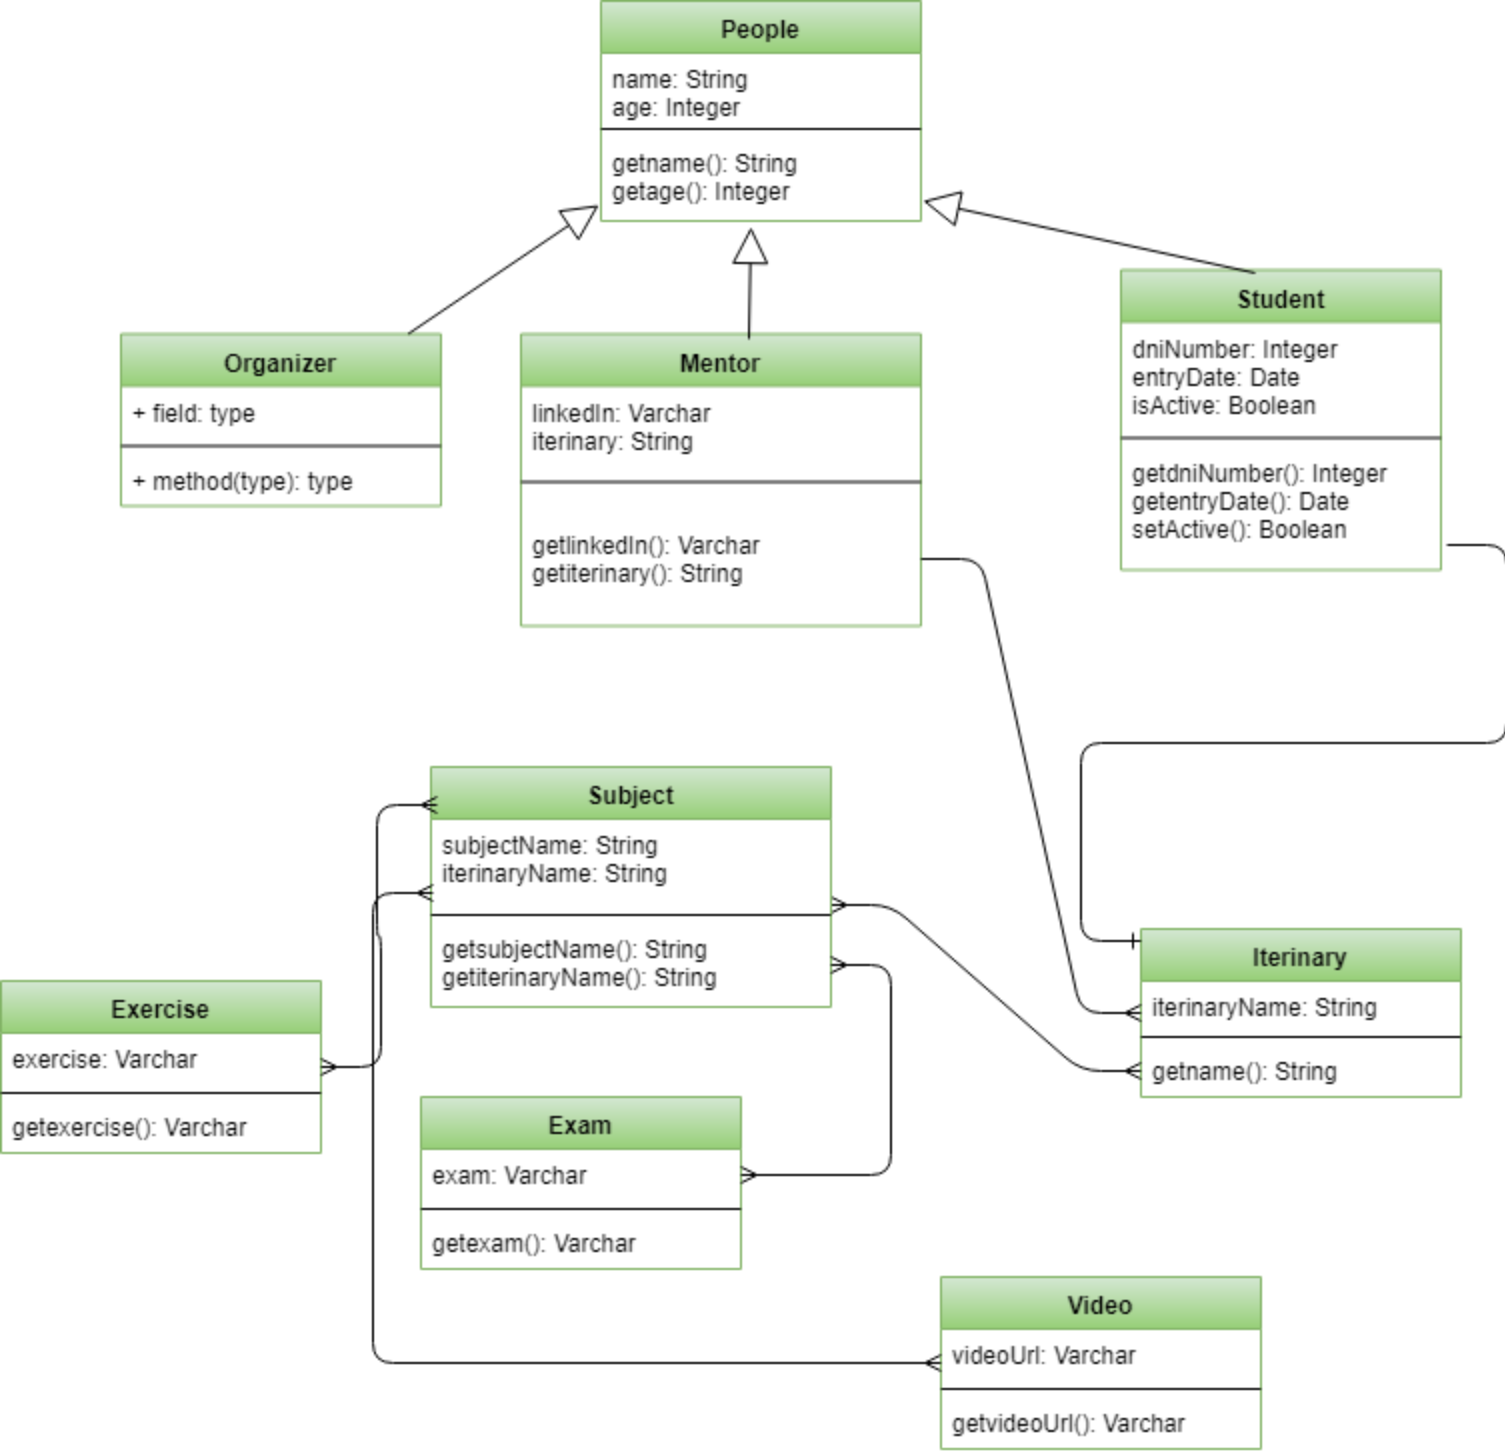 People
name: String
age: Integer
getname(): String
getage(): Integer
Organizer
+ field: type
+ method(type): type
Mentor
linkedIn: Varchar
iterinary: String
getlinkedIn(): Varchar
getiterinary(): String
Student
dniNumber: Integer
entryDate: Date
isActive: Boolean
getdniNumber(): Integer
getentryDate(): Date
setActive(): Boolean
Subject
subjectName: String
iterinaryName: String
getsubjectName(): String
getiterinaryName(): String
Iterinary
iterinaryName: String
getname(): String
Exercise
exercise: Varchar
getexercise(): Varchar
Exam
exam: Varchar
getexam(): Varchar
Video
videoUrl: Varchar
getvideoUrl(): Varchar